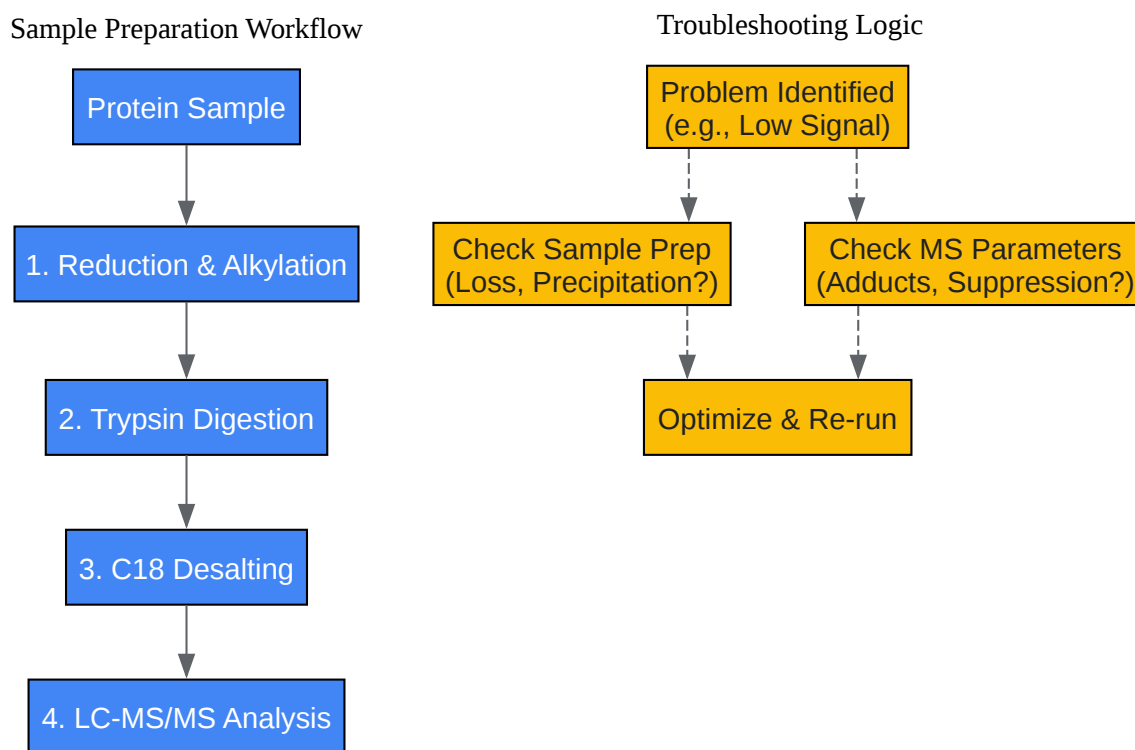 Sample Preparation Workflow
Protein Sample
1. Reduction & Alkylation
2. Trypsin Digestion
3. C18 Desalting
4. LC-MS/MS Analysis
Troubleshooting Logic
Problem Identified
(e.g., Low Signal)
Check Sample Prep
(Loss, Precipitation?)
Check MS Parameters
(Adducts, Suppression?)
Optimize & Re-run